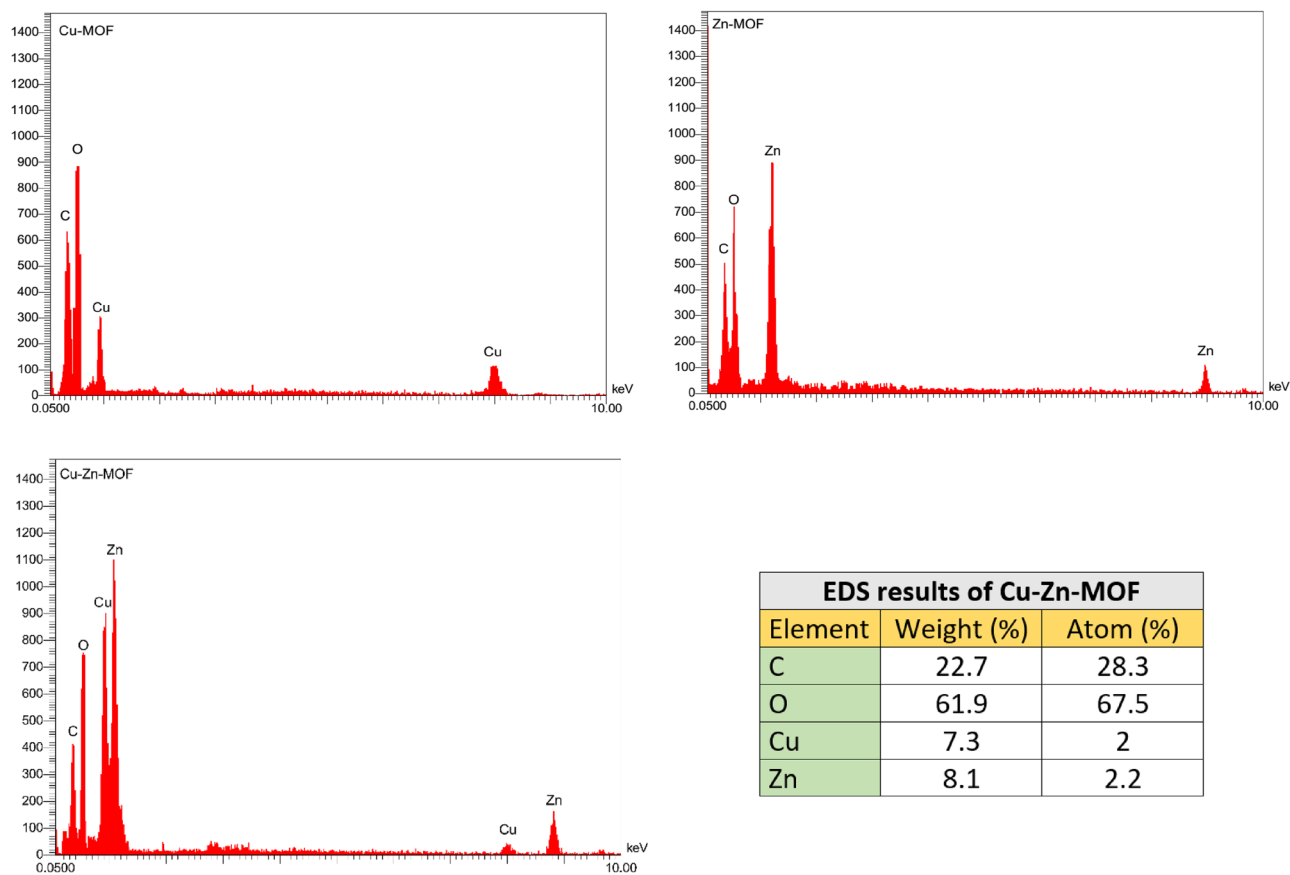 Cu-MOF
1400
1300
1200
1100
1000
900
800
700
600
500
400
300
200
100
0
O
C
Cu
Cu
keV
0.0500
10.00
Zn-MOF
1400
1300
1200
1100
1000
900
800
700
600
500
400
300
200
100
0
Zn
O
C
Zn
keV
0.0500
10.00
Cu-Zn-MOF
1400
1300
1200
1100
1000
900
800
700
600
500
400
300
200
100
0
Zn
Cu
O
C
Cu
Zn
keV
0.0500
10.00
EDS results of Cu-Zn-MOF
Element Weight (%) Atom (%)
C 22.7 28.3
O 61.9 67.5
Cu 7.3 2
Zn 8.1 2.2